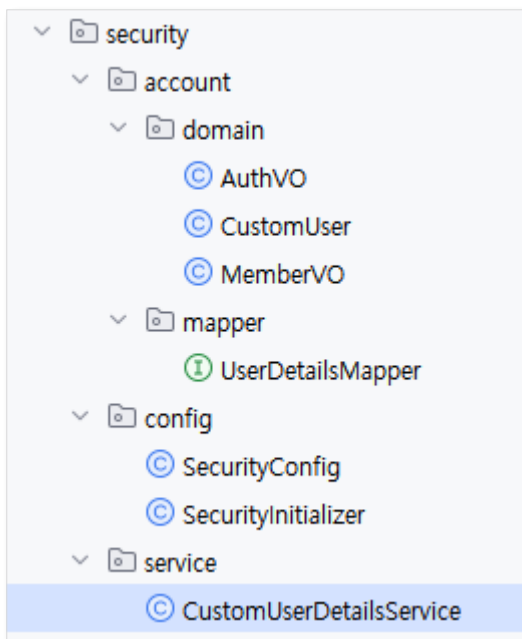 security
account
domain
C AuthVO
C CustomUser
C MemberVO
mapper
I UserDetailsMapper
config
C SecurityConfig
C SecurityInitializer
service
C CustomUserDetailsService